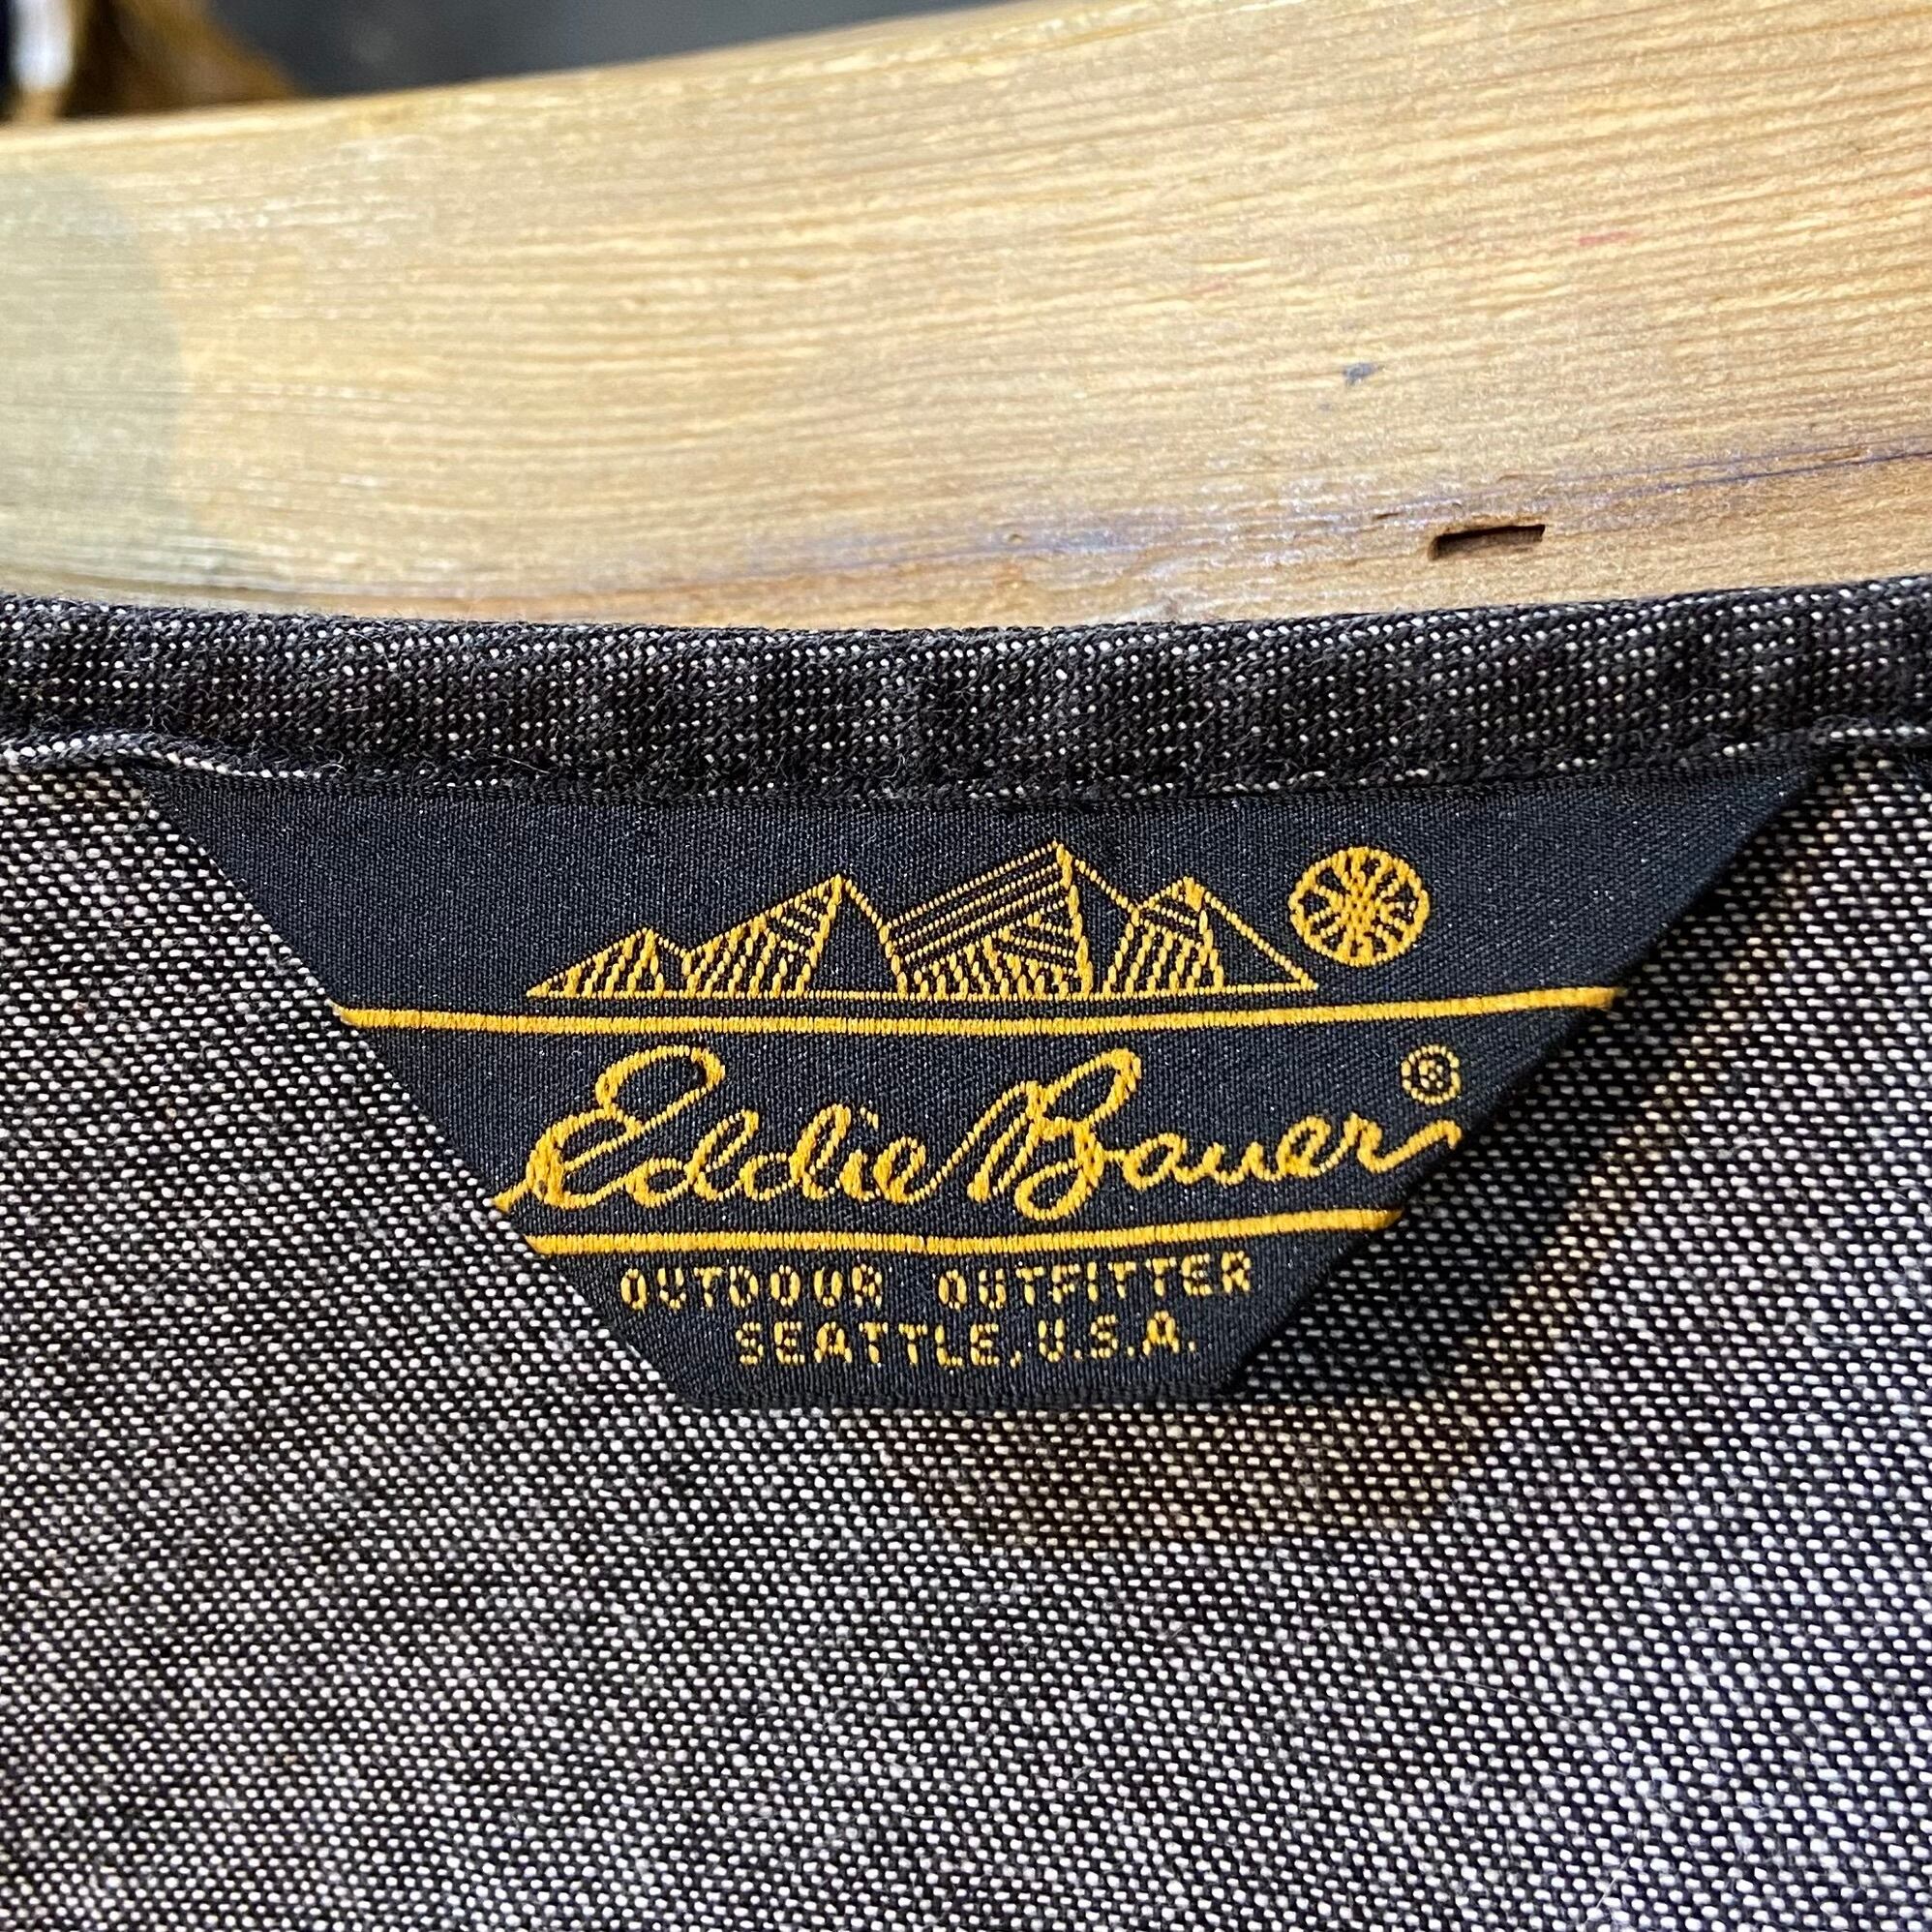 Eddie Bauer®
OUTDOOR OUTFITTER
SEATTLE, U.S.A.